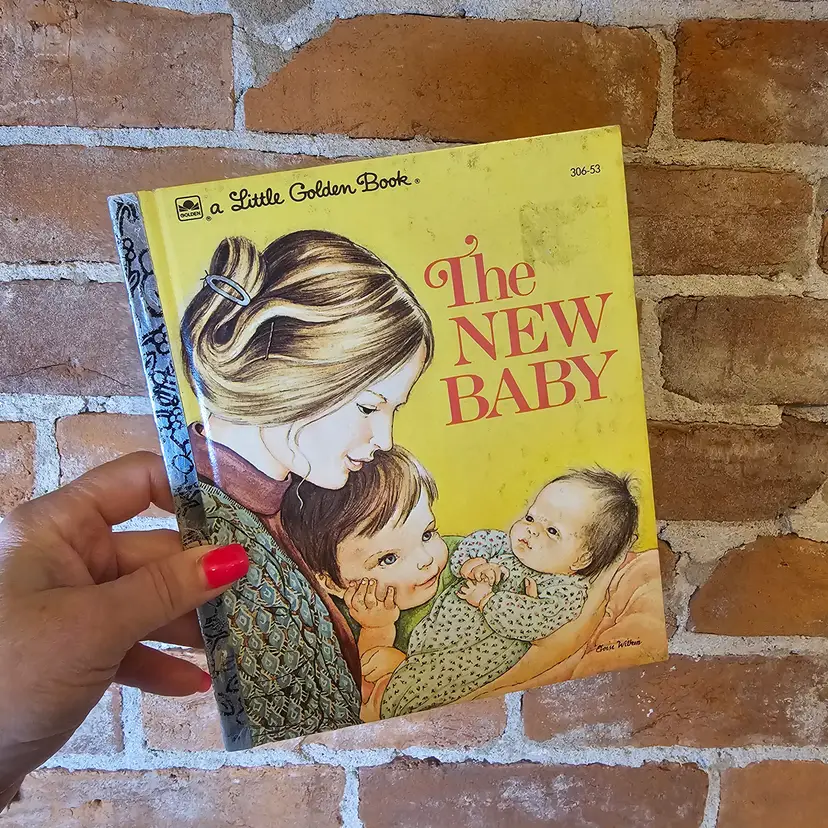 GOLDEN
a Little Golden Book®
306-53
The
NEW
BABY
Eloise Wilkin